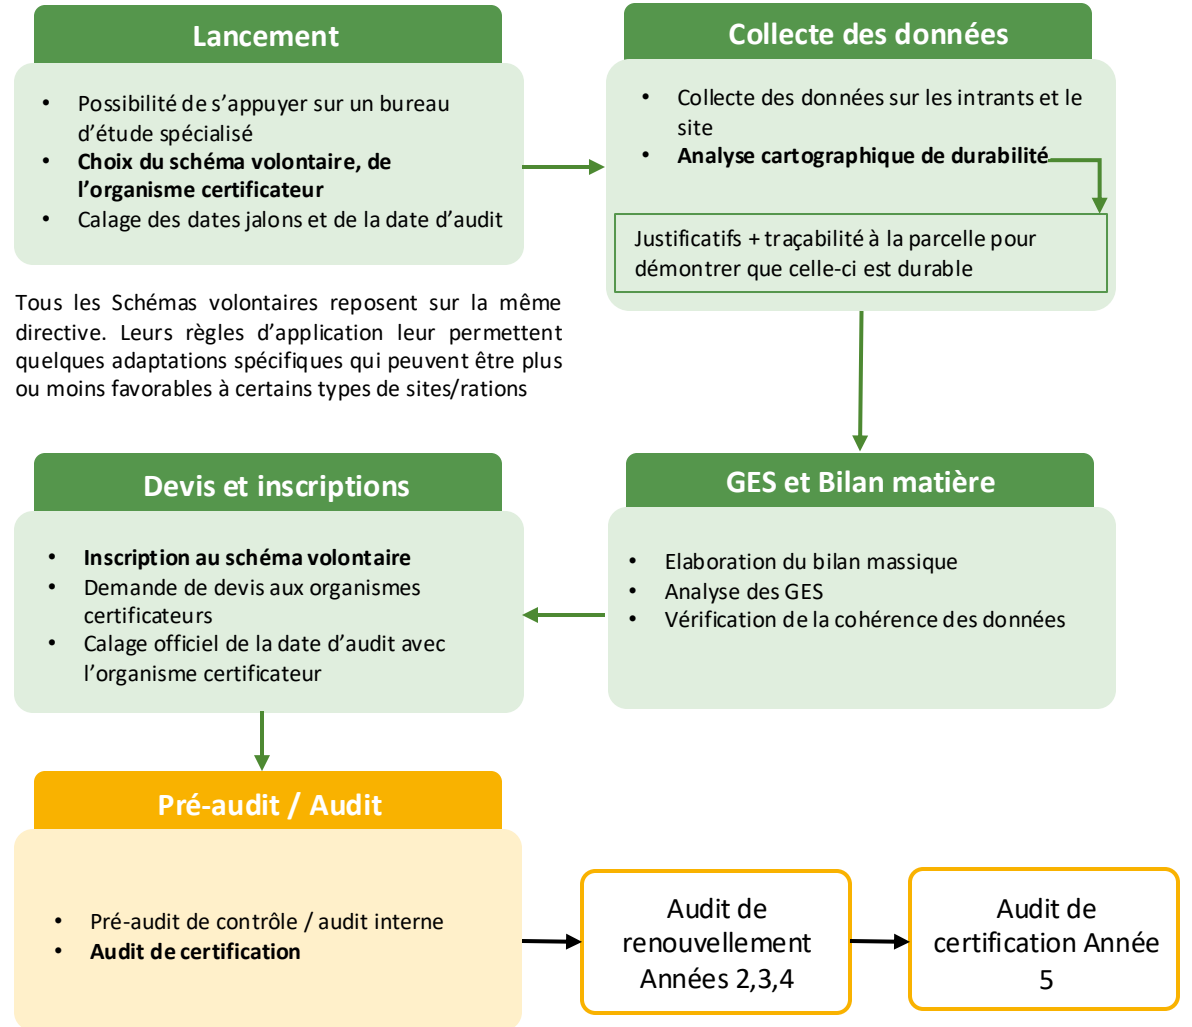 Lancement
• Possibilité de s’appuyer sur un bureau
d’étude spécialisé
• Choix du schéma volontaire, de
l’organisme certificateur
• Calage des dates jalons et de la date d’audit
Collecte des données
• Collecte des données sur les intrants et le
site
• Analyse cartographique de durabilité
Justificatifs + traçabilité à la parcelle pour
démontrer que celle-ci est durable
Tous les Schémas volontaires reposent sur la même
directive. Leurs règles d’application leur permettent
quelques adaptations spécifiques qui peuvent être plus
ou moins favorables à certains types de sites/rations
GES et Bilan matière
• Elaboration du bilan massique
• Analyse des GES
• Vérification de la cohérence des données
Devis et inscriptions
• Inscription au schéma volontaire
• Demande de devis aux organismes
certificateurs
• Calage officiel de la date d’audit avec
l’organisme certificateur
Pré-audit / Audit
• Pré-audit de contrôle / audit interne
• Audit de certification
Audit de
renouvellement
Années 2,3,4
Audit de
certification Année
5